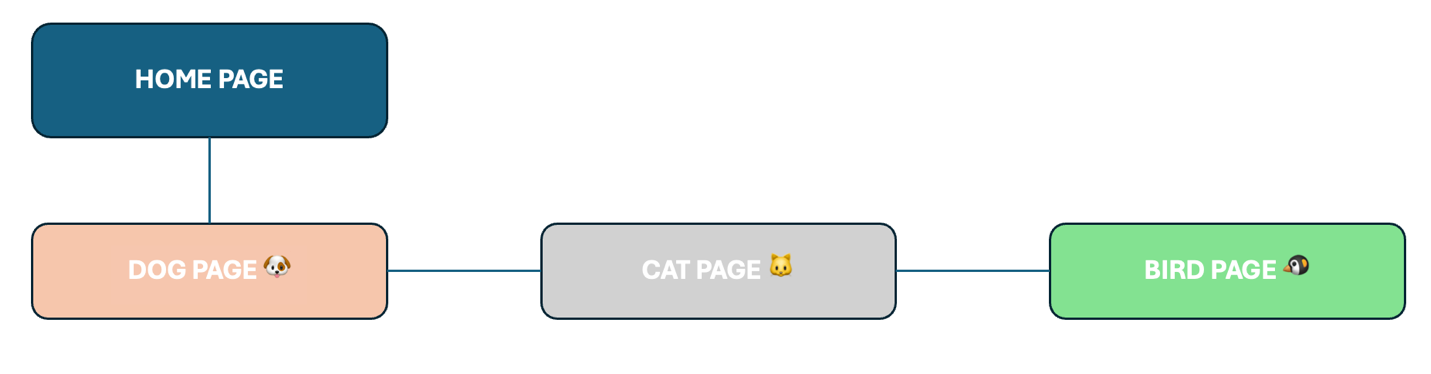 HOME PAGE
DOG PAGE 🐶
CAT PAGE 🐱
BIRD PAGE 🐧